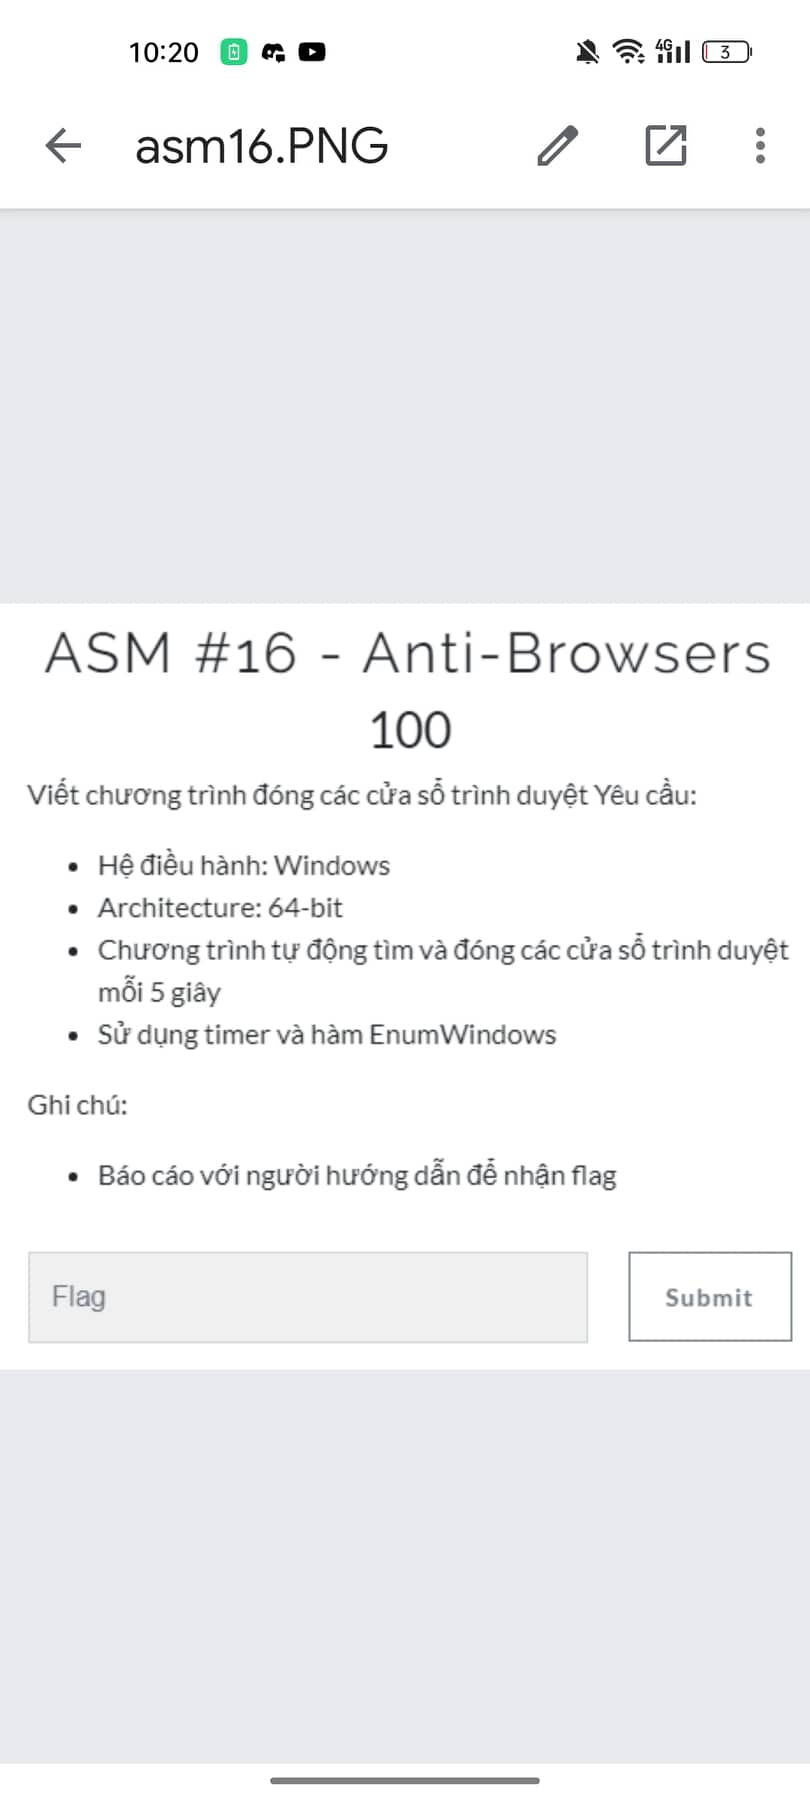 10:20
4G
3
asm16.PNG
ASM #16 - Anti-Browsers
100
Viết chương trình đóng các cửa sổ trình duyệt Yêu cầu:
Hệ điều hành: Windows
Architecture: 64-bit
Chương trình tự động tìm và đóng các cửa sổ trình duyệt
mỗi 5 giây
Sử dụng timer và hàm EnumWindows
Ghi chú:
Báo cáo với người hướng dẫn để nhận flag
Flag
Submit